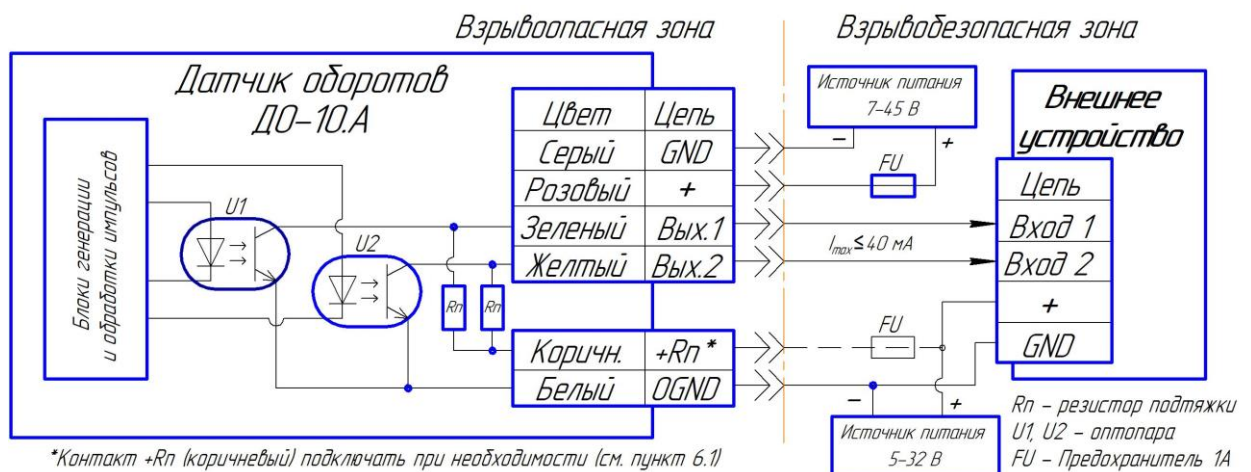 Взрывоопасная зона
Взрывобезопасная зона
Датчик оборотов
ДО-10.А
Блоки генерации
и обработки импульсов
U1
U2
Rп
Rп
Цвет Цепь
Серый GND
Розовый +
Зеленый Вых.1
Желтый Вых.2
Коричн. +Rп*
Белый OGND
Источник питания
7-45 В
- +
FU
Imax ≤ 40 мА
FU
- +
Источник питания
5-32 В
Внешнее
устройство
Цепь
Вход 1
Вход 2
+
GND
Rп - резистор подтяжки
U1, U2 - оптопара
FU - Предохранитель 1А
*Контакт +Rп (коричневый) подключать при необходимости (см. пункт 6.1)